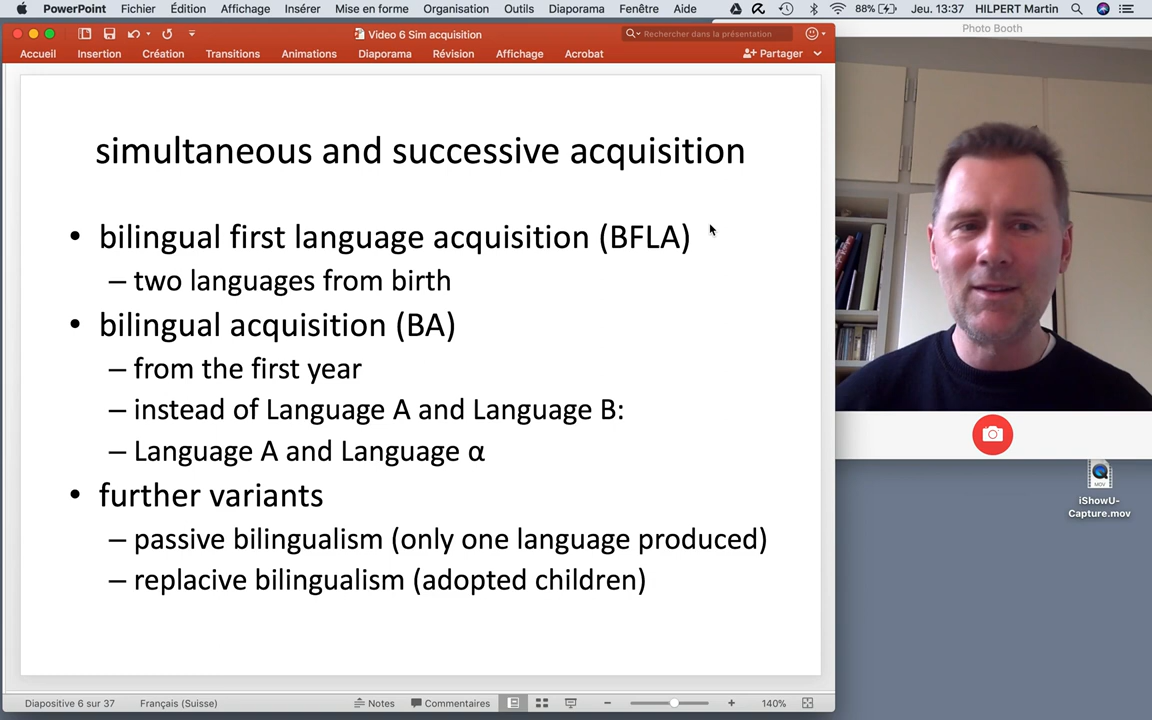 PowerPoint Fichier Édition Affichage Insérer Mise en forme Organisation Outils Diaporama Fenêtre Aide 88% Jeu. 13:37 HILPERT Martin
Photo Booth
Video 6 Sim acquisition
Rechercher dans la présentation
Accueil Insertion Création Transitions Animations Diaporama Révision Affichage Acrobat Partager
simultaneous and successive acquisition
• bilingual first language acquisition (BFLA)
– two languages from birth
• bilingual acquisition (BA)
– from the first year
– instead of Language A and Language B:
– Language A and Language α
• further variants
– passive bilingualism (only one language produced)
– replacive bilingualism (adopted children)
MOV
iShowU-
Capture.mov
Diapositive 6 sur 37 Français (Suisse) Notes Commentaires 140%